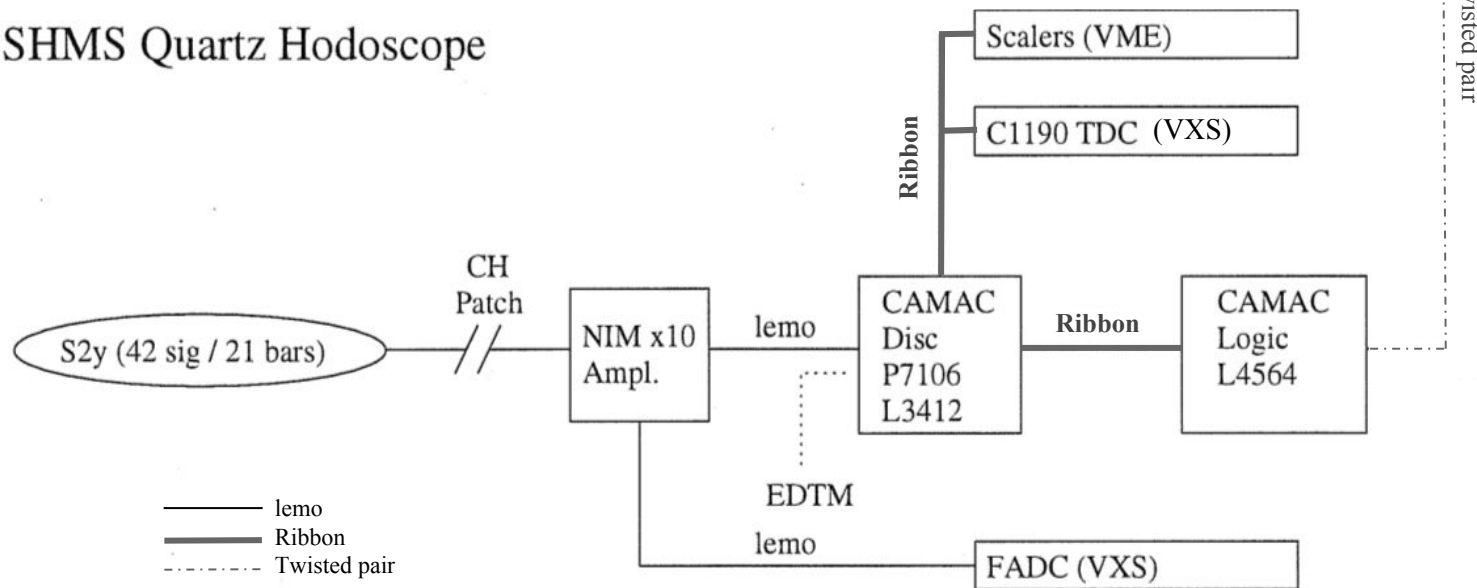 SHMS Quartz Hodoscope
Scalers (VME)
C1190 TDC (VXS)
Ribbon
CH
Patch
S2y (42 sig / 21 bars)
NIM x10
Ampl.
lemo
CAMAC
Disc
P7106
L3412
Ribbon
CAMAC
Logic
L4564
EDTM
lemo
FADC (VXS)
lemo
Ribbon
Twisted pair
pair